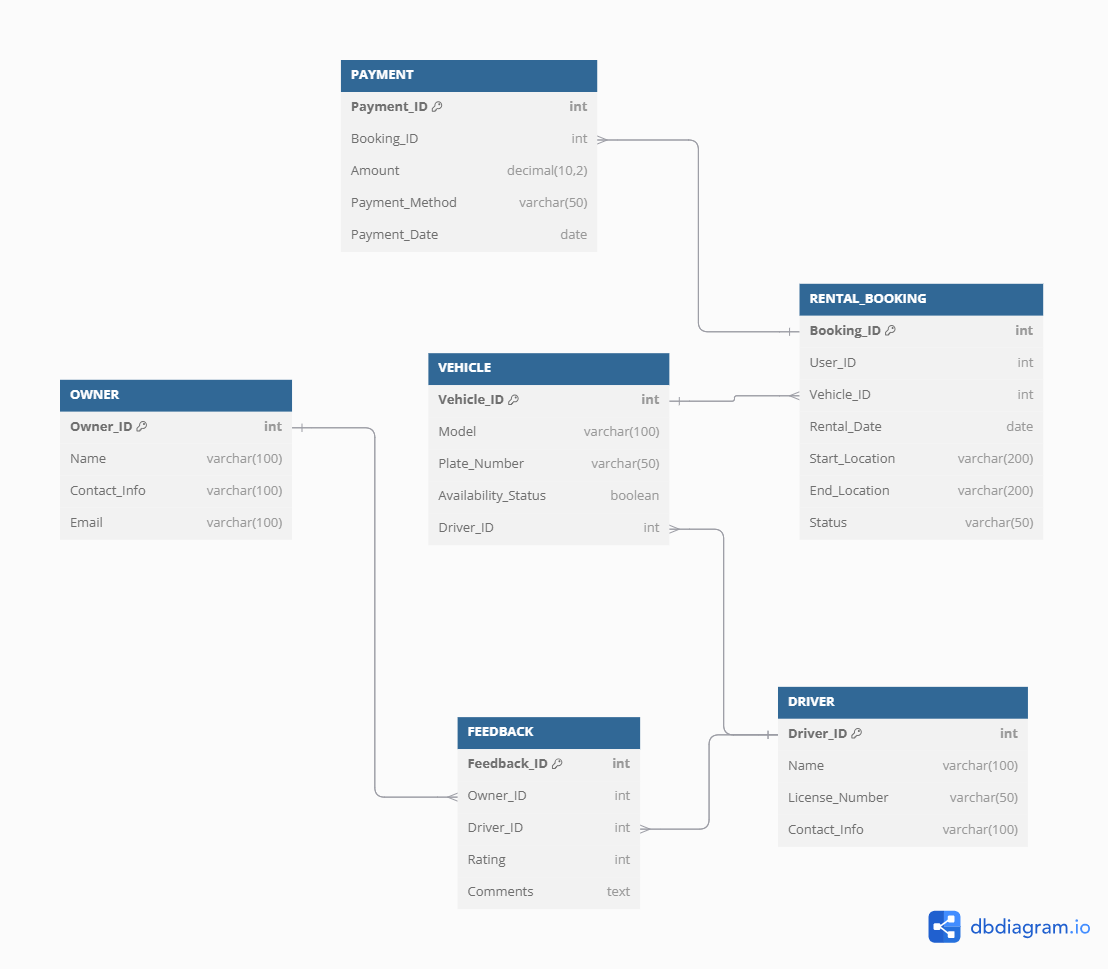 PAYMENT
Payment_ID int
Booking_ID int
Amount decimal(10,2)
Payment_Method varchar(50)
Payment_Date date
RENTAL_BOOKING
Booking_ID int
User_ID int
Vehicle_ID int
Rental_Date date
Start_Location varchar(200)
End_Location varchar(200)
Status varchar(50)
VEHICLE
Vehicle_ID int
Model varchar(100)
Plate_Number varchar(50)
Availability_Status boolean
Driver_ID int
OWNER
Owner_ID int
Name varchar(100)
Contact_Info varchar(100)
Email varchar(100)
FEEDBACK
Feedback_ID int
Owner_ID int
Driver_ID int
Rating int
Comments text
DRIVER
Driver_ID int
Name varchar(100)
License_Number varchar(50)
Contact_Info varchar(100)
dbdiagram.io